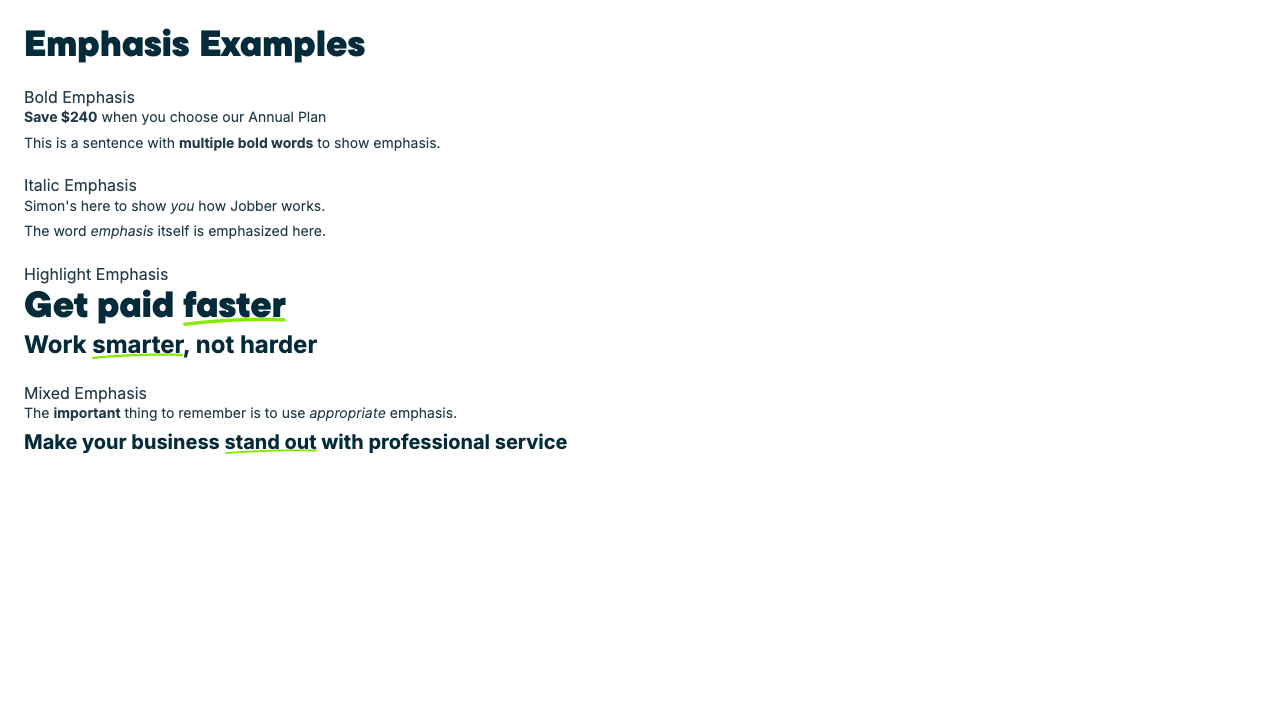 Emphasis Examples
Bold Emphasis
Save $240 when you choose our Annual Plan
This is a sentence with multiple bold words to show emphasis.
Italic Emphasis
Simon's here to show you how Jobber works.
The word emphasis itself is emphasized here.
Highlight Emphasis
Get paid faster
Work smarter, not harder
Mixed Emphasis
The important thing to remember is to use appropriate emphasis.
Make your business stand out with professional service